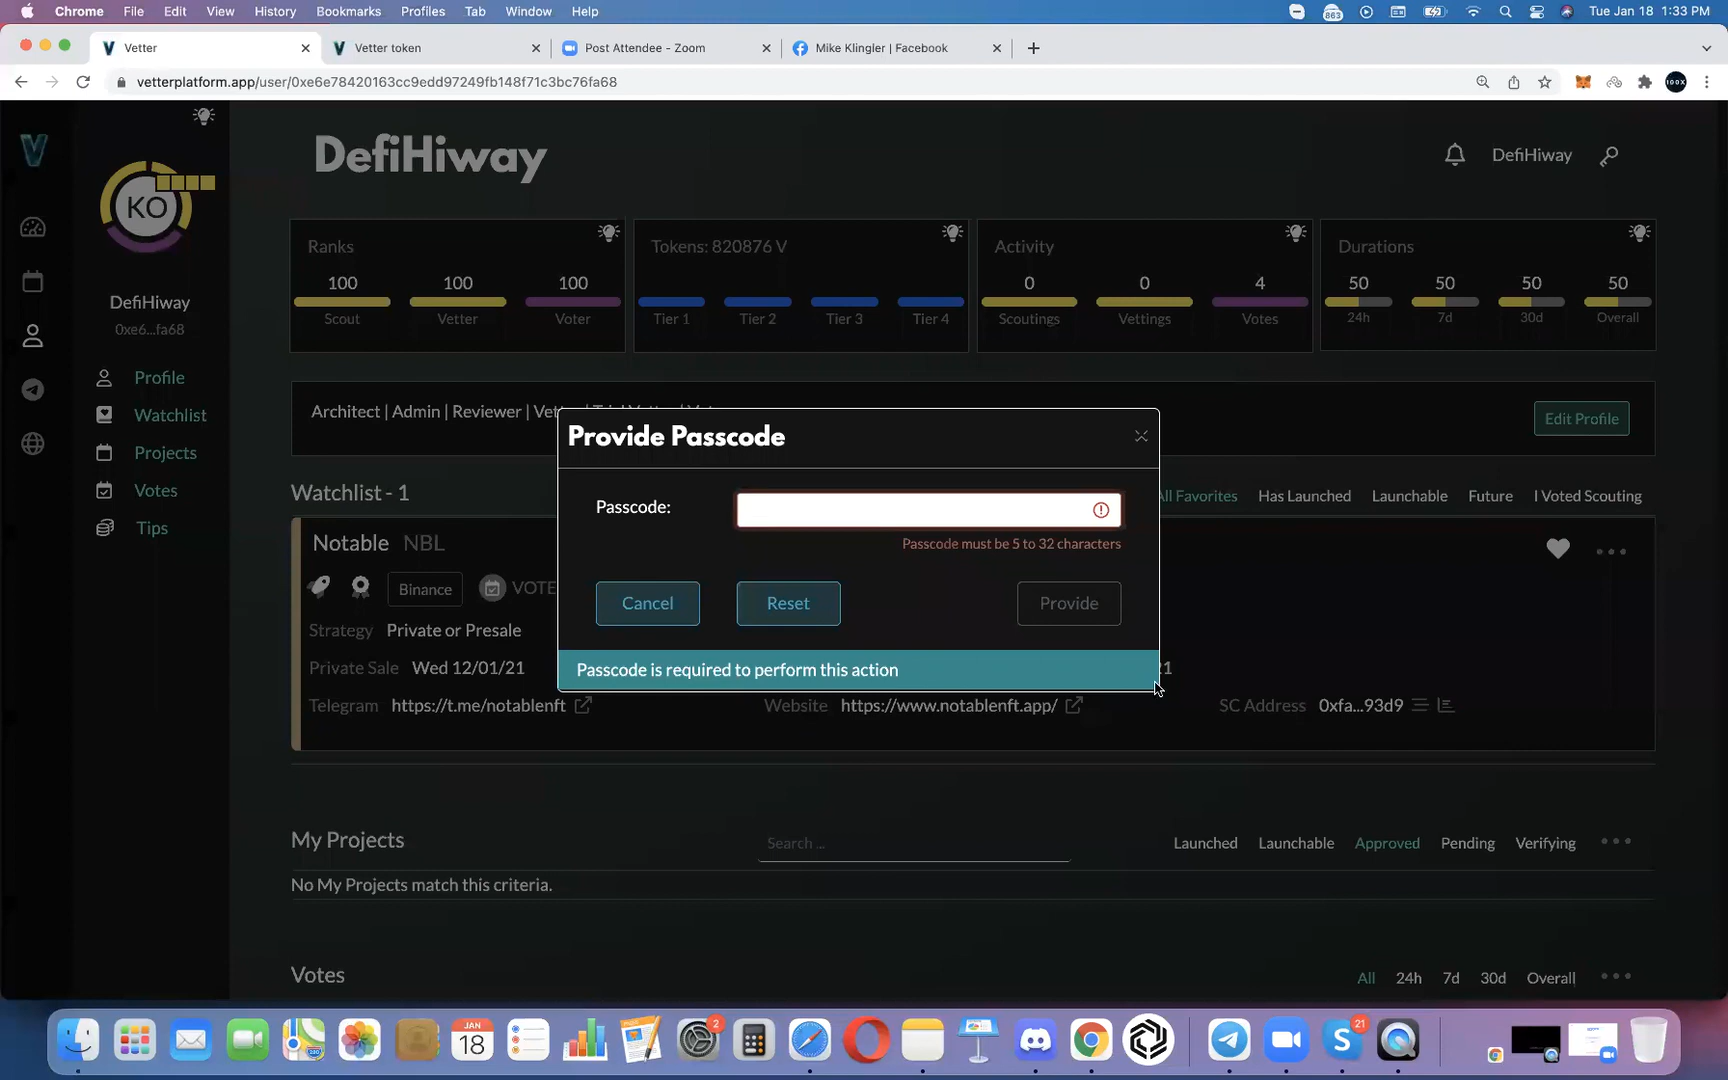 Chrome File Edit View History Bookmarks Profiles Tab Window Help 863 Tue Jan 18 1:33 PM
Vetter
Vetter token
Post Attendee - Zoom
Mike Klingler | Facebook
vetterplatform.app/user/0xe6e78420163cc9edd97249fb148f71c3bc76fa68
100X
V
KO
DefiHiway
0xe6...fa68
Profile
Watchlist
Projects
Votes
Tips
DefiHiway
DefiHiway
Ranks
100 100 100
Scout Vetter Voter
Tokens: 820876 V
Tier 1 Tier 2 Tier 3 Tier 4
Activity
0 0 4
Scoutings Vettings Votes
Durations
50 50 50 50
24h 7d 30d Overall
Architect | Admin | Reviewer |
Edit Profile
Provide Passcode
Passcode:
Passcode must be 5 to 32 characters
Cancel Reset Provide
Passcode is required to perform this action
Watchlist - 1
All Favorites Has Launched Launchable Future I Voted Scouting
Notable NBL
Binance VOTE
Strategy Private or Presale
Private Sale Wed 12/01/21
Telegram https://t.me/notablenft Website https://www.notablenft.app/ SC Address 0xfa...93d9
My Projects Search ... Launched Launchable Approved Pending Verifying
No My Projects match this criteria.
Votes All 24h 7d 30d Overall
JAN
18
2
21